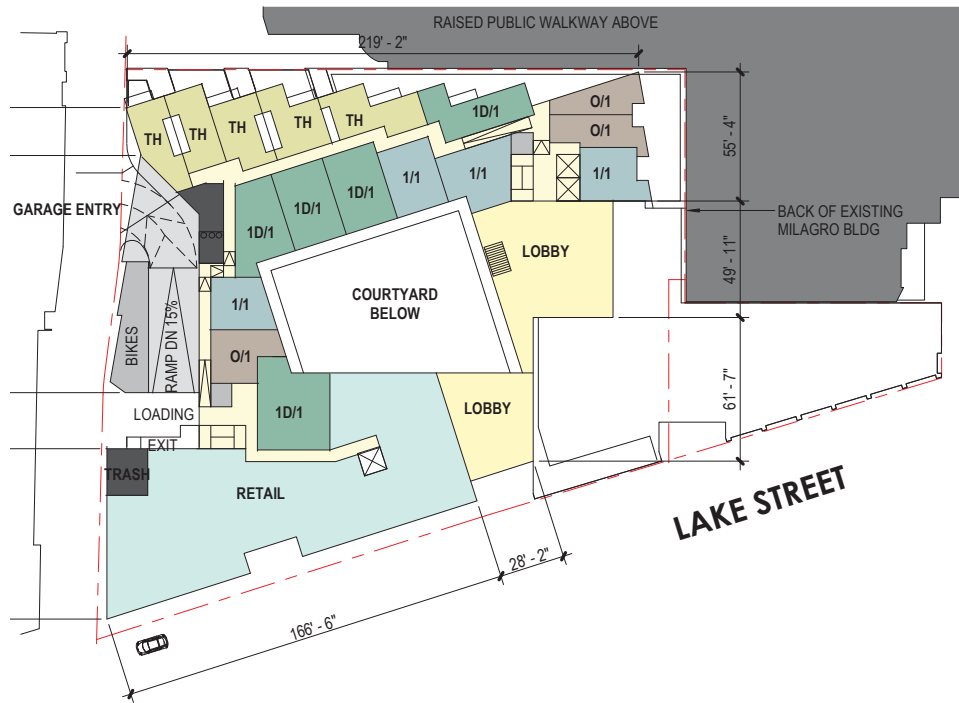 RAISED PUBLIC WALKWAY ABOVE
219' - 2"
O/1
1D/1
O/1
TH
TH
TH
TH
TH
55' - 4"
1/1
1/1
1/1
1D/1
1D/1
1D/1
GARAGE ENTRY
BACK OF EXISTING
MILAGRO BLDG
LOBBY
49' - 11"
COURTYARD
BELOW
1/1
BIKES
RAMP DN 15%
O/1
61' - 7"
1D/1
LOBBY
LOADING
EXIT
TRASH
RETAIL
LAKE STREET
28' - 2"
166' - 6"